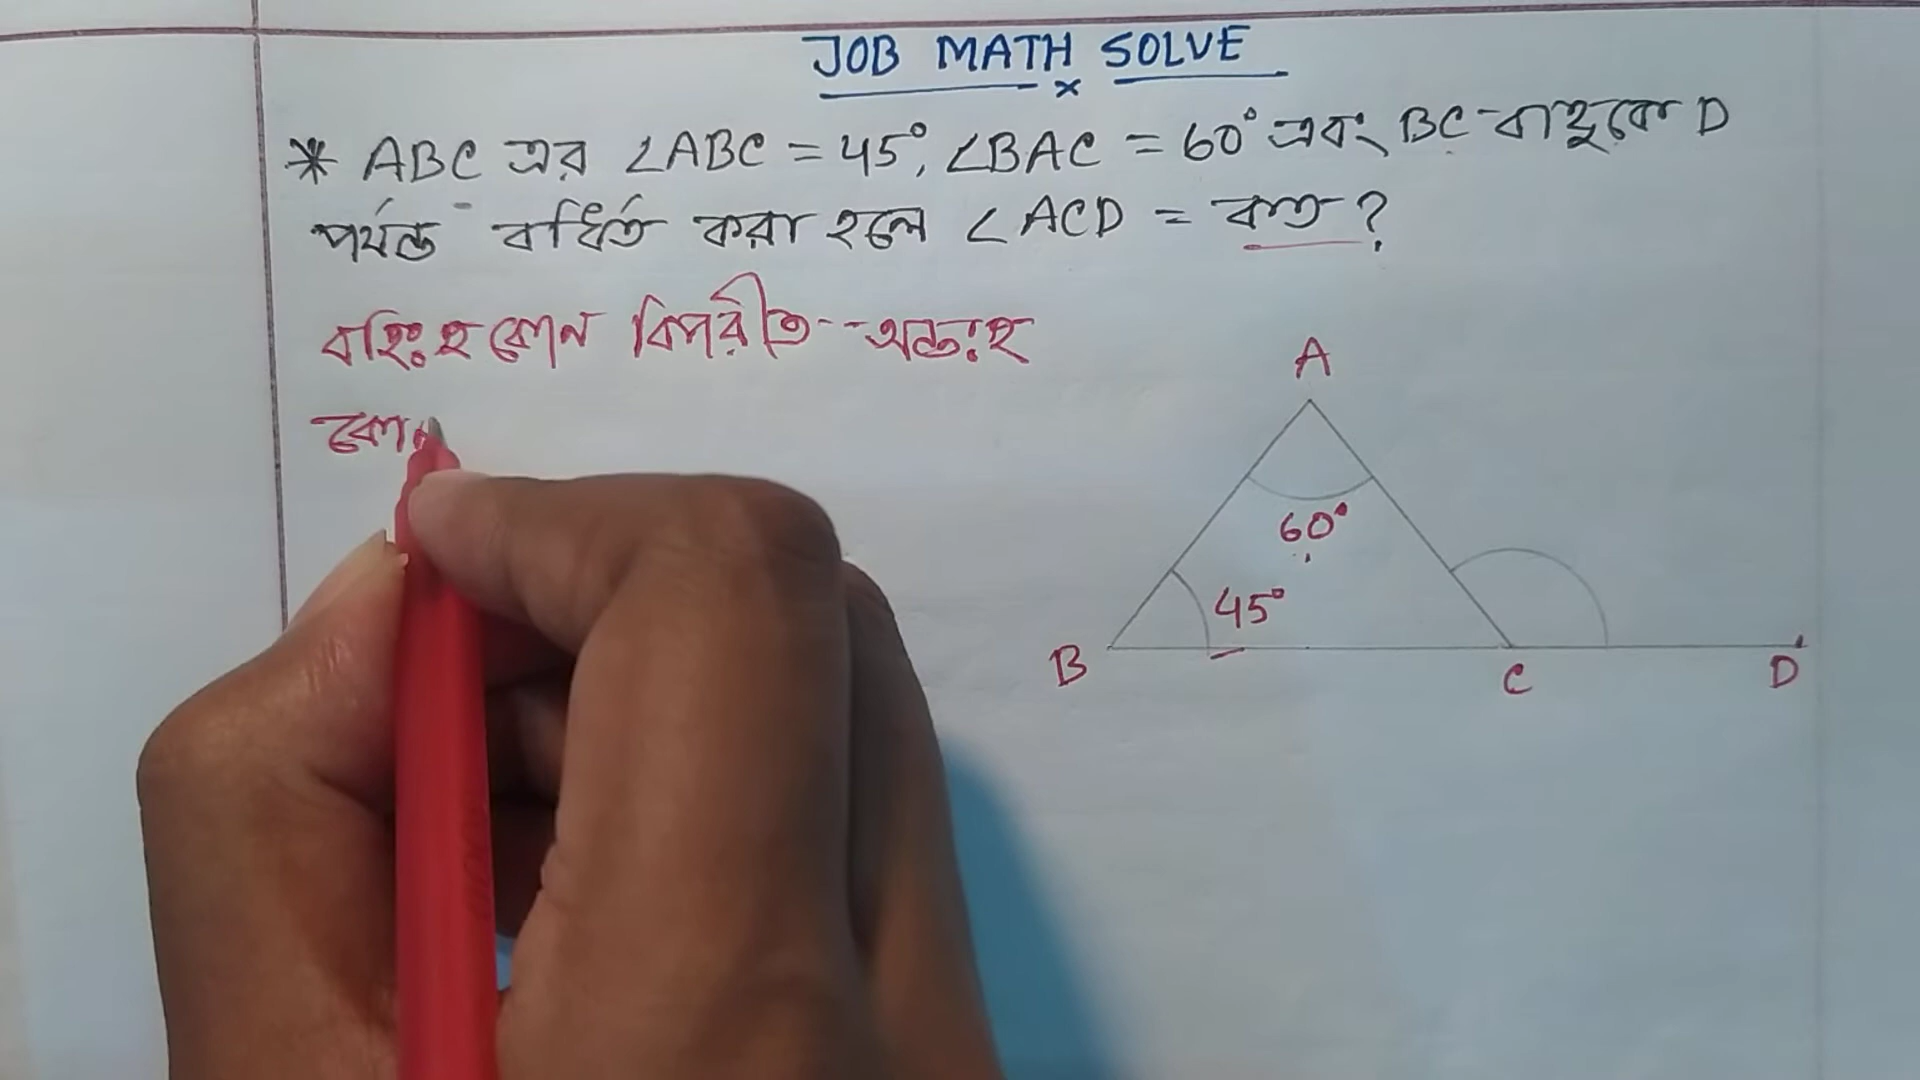 JOB MATH SOLVE
* ABC এর ∠ABC = 45°, ∠BAC = 60° এবং BC বাহুকে D
পর্যন্ত বর্ধিত করা হলে ∠ACD = কত ?
বহিঃস্থ কোন বিপরীত অন্তঃস্থ
কোন
A
60°
45°
B
C
D